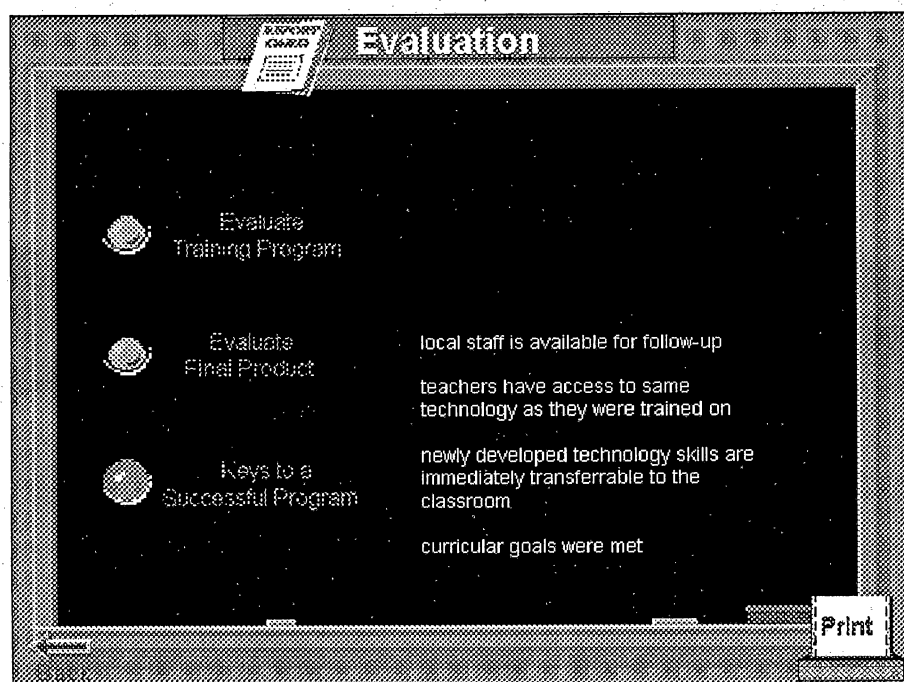 REPORT
CARD
Evaluation
Evaluate
Training Program
Evaluate
Final Product
Keys to a
Successful Program
local staff is available for follow-up
teachers have access to same
technology as they were trained on
newly developed technology skills are
immediately transferrable to the
classroom
curricular goals were met
Print